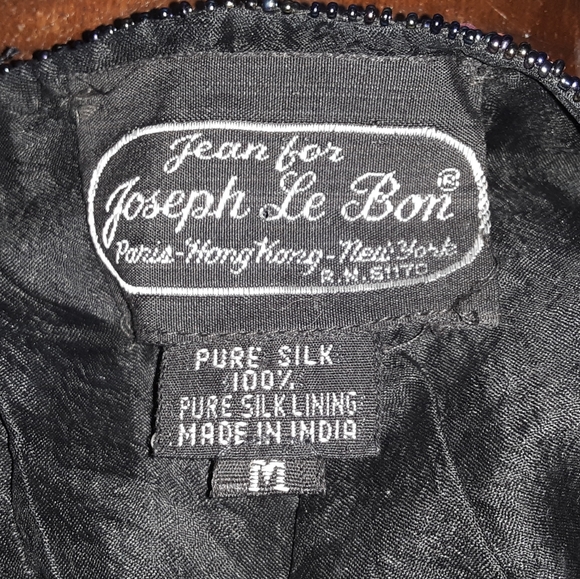 Jean for
Joseph Le Bon ®
Paris-Hong Kong-New York
PURE SILK
100%
PURE SILK LINING
MADE IN INDIA
M